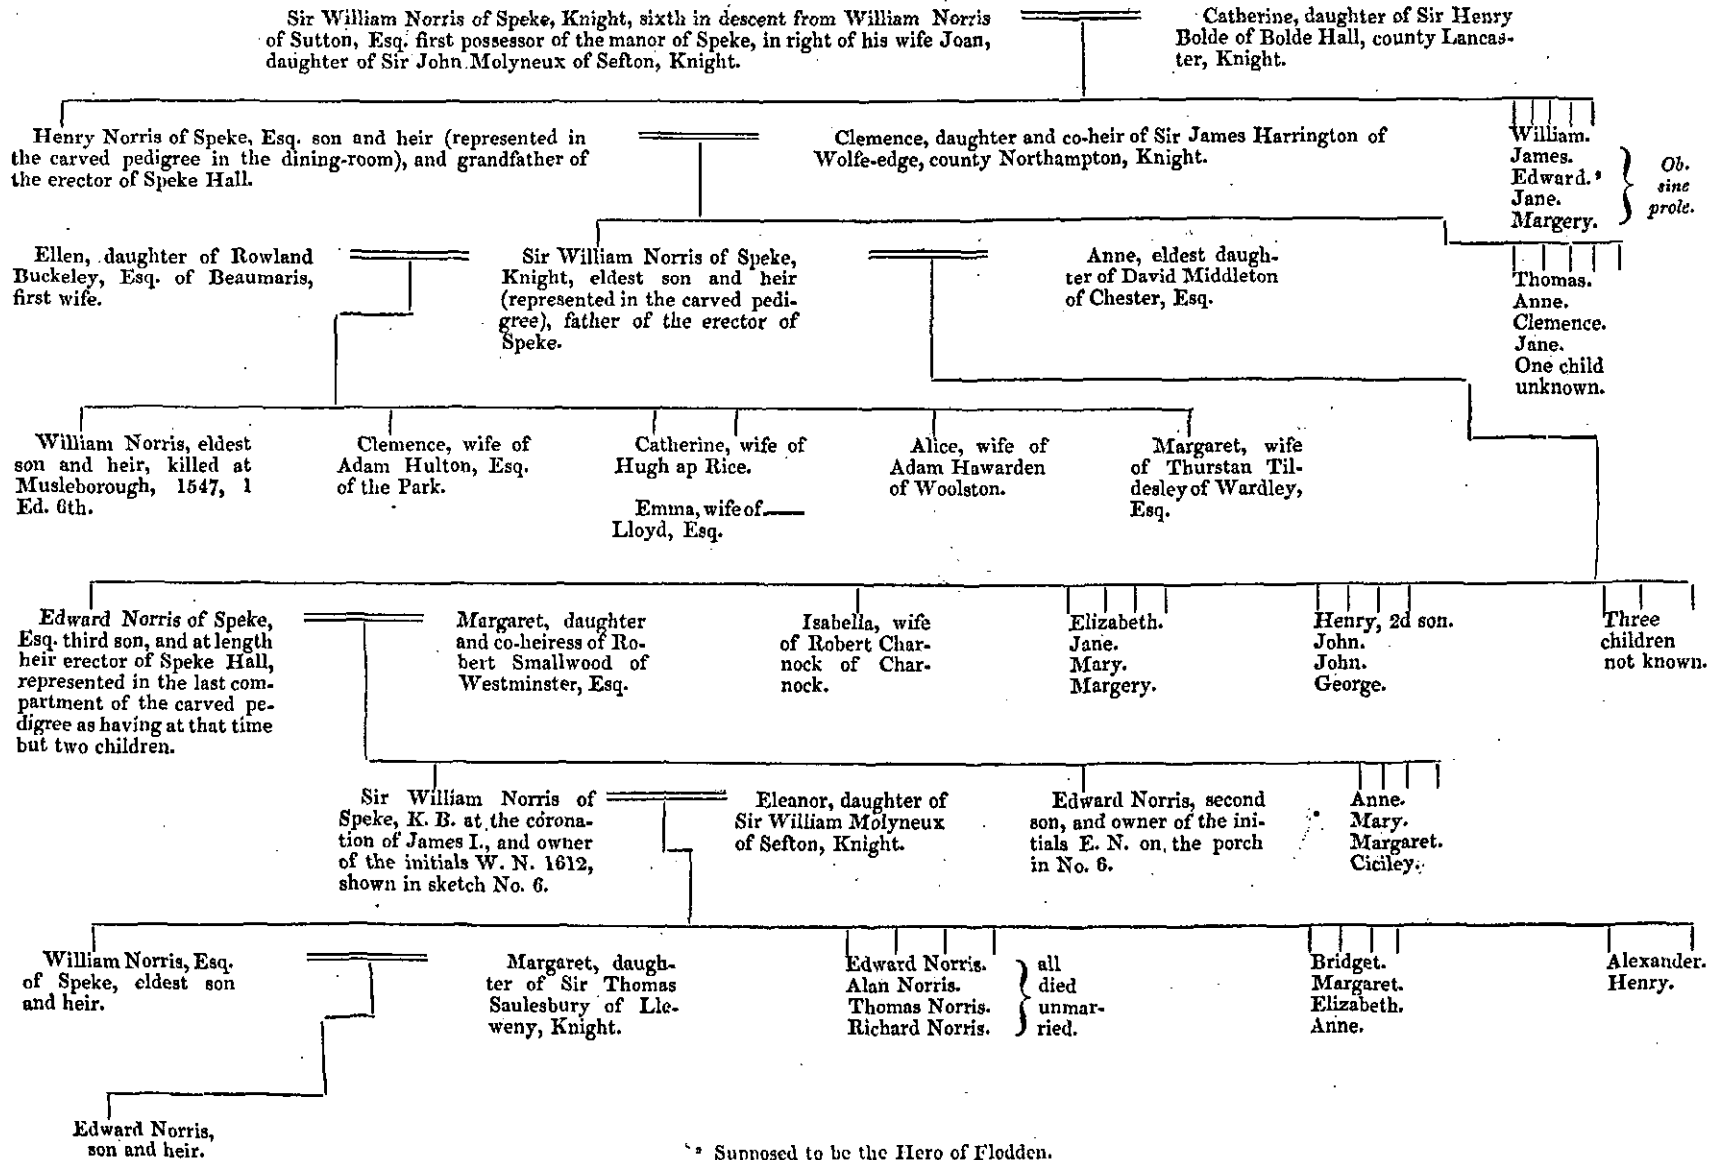 Sir William Norris of Speke, Knight, sixth in descent from William Norris
of Sutton, Esq. first possessor of the manor of Speke, in right of his wife Joan,
daughter of Sir John Molyneux of Sefton, Knight.
Catherine, daughter of Sir Henry
Bolde of Bolde Hall, county Lancas-
ter, Knight.
Henry Norris of Speke, Esq. son and heir (represented in
the carved pedigree in the dining-room), and grandfather of
the erector of Speke Hall.
Clemence, daughter and co-heir of Sir James Harrington of
Wolfe-edge, county Northampton, Knight.
William.
James.
Edward.*
Jane.
Margery.
Ob.
sine
prole.
Ellen, daughter of Rowland
Buckeley, Esq. of Beaumaris,
first wife.
Sir William Norris of Speke,
Knight, eldest son and heir
(represented in the carved pedi-
gree), father of the erector of
Speke.
Anne, eldest daugh-
ter of David Middleton
of Chester, Esq.
Thomas.
Anne.
Clemence.
Jane.
One child
unknown.
William Norris, eldest
son and heir, killed at
Musleborough, 1547, 1
Ed. 6th.
Clemence, wife of
Adam Hulton, Esq.
of the Park.
Catherine, wife of
Hugh ap Rice.
Emma, wife of ——
Lloyd, Esq.
Alice, wife of
Adam Hawarden
of Woolston.
Margaret, wife
of Thurstan Til-
desley of Wardley,
Esq.
Edward Norris of Speke,
Esq. third son, and at length
heir erector of Speke Hall,
represented in the last com-
partment of the carved pe-
digree as having at that time
but two children.
Margaret, daughter
and co-heiress of Ro-
bert Smallwood of
Westminster, Esq.
Isabella, wife
of Robert Char-
nock of Char-
nock.
Elizabeth.
Jane.
Mary.
Margery.
Henry, 2d son.
John.
John.
George.
Three
children
not known.
Sir William Norris of
Speke, K. B. at the corona-
tion of James I., and owner
of the initials W. N. 1612,
shown in sketch No. 6.
Eleanor, daughter of
Sir William Molyneux
of Sefton, Knight.
Edward Norris, second
son, and owner of the ini-
tials E. N. on the porch
in No. 6.
Anne.
Mary.
Margaret.
Ciciley.
William Norris, Esq.
of Speke, eldest son
and heir.
Margaret, daugh-
ter of Sir Thomas
Saulesbury of Lle-
weny, Knight.
Edward Norris.
Alan Norris.
Thomas Norris.
Richard Norris.
all
died
unmar-
ried.
Bridget.
Margaret.
Elizabeth.
Anne.
Alexander.
Henry.
Edward Norris,
son and heir.
* Supposed to be the Hero of Flodden.